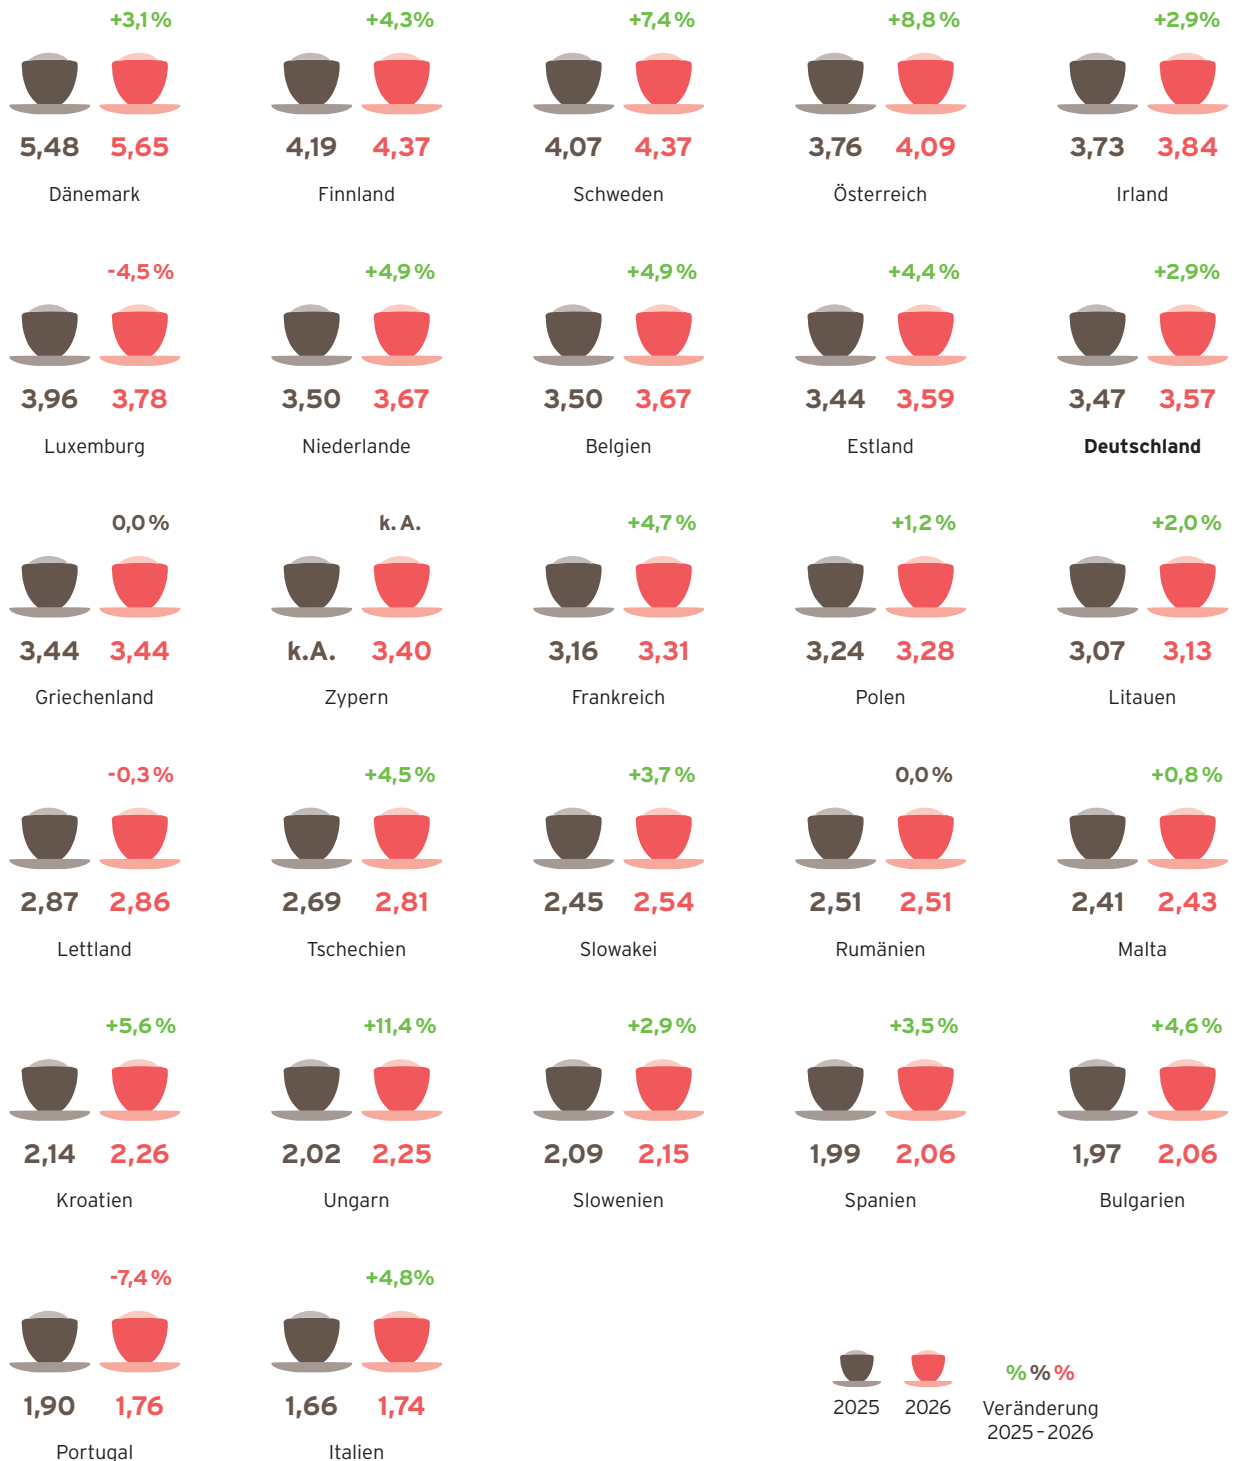 +3,1 % +4,3 % +7,4 % +8,8 % +2,9%
5,48 5,65 4,19 4,37 4,07 4,37 3,76 4,09 3,73 3,84
Dänemark Finnland Schweden Österreich Irland
-4,5 % +4,9 % +4,9 % +4,4 % +2,9 %
3,96 3,78 3,50 3,67 3,50 3,67 3,44 3,59 3,47 3,57
Luxemburg Niederlande Belgien Estland Deutschland
0,0 % k. A. +4,7 % +1,2 % +2,0 %
3,44 3,44 k.A. 3,40 3,16 3,31 3,24 3,28 3,07 3,13
Griechenland Zypern Frankreich Polen Litauen
-0,3 % +4,5 % +3,7 % 0,0 % +0,8 %
2,87 2,86 2,69 2,81 2,45 2,54 2,51 2,51 2,41 2,43
Lettland Tschechien Slowakei Rumänien Malta
+5,6 % +11,4 % +2,9 % +3,5 % +4,6 %
2,14 2,26 2,02 2,25 2,09 2,15 1,99 2,06 1,97 2,06
Kroatien Ungarn Slowenien Spanien Bulgarien
-7,4 % +4,8%
1,90 1,76 1,66 1,74
Portugal Italien
% % %
2025 2026 Veränderung
2025 – 2026